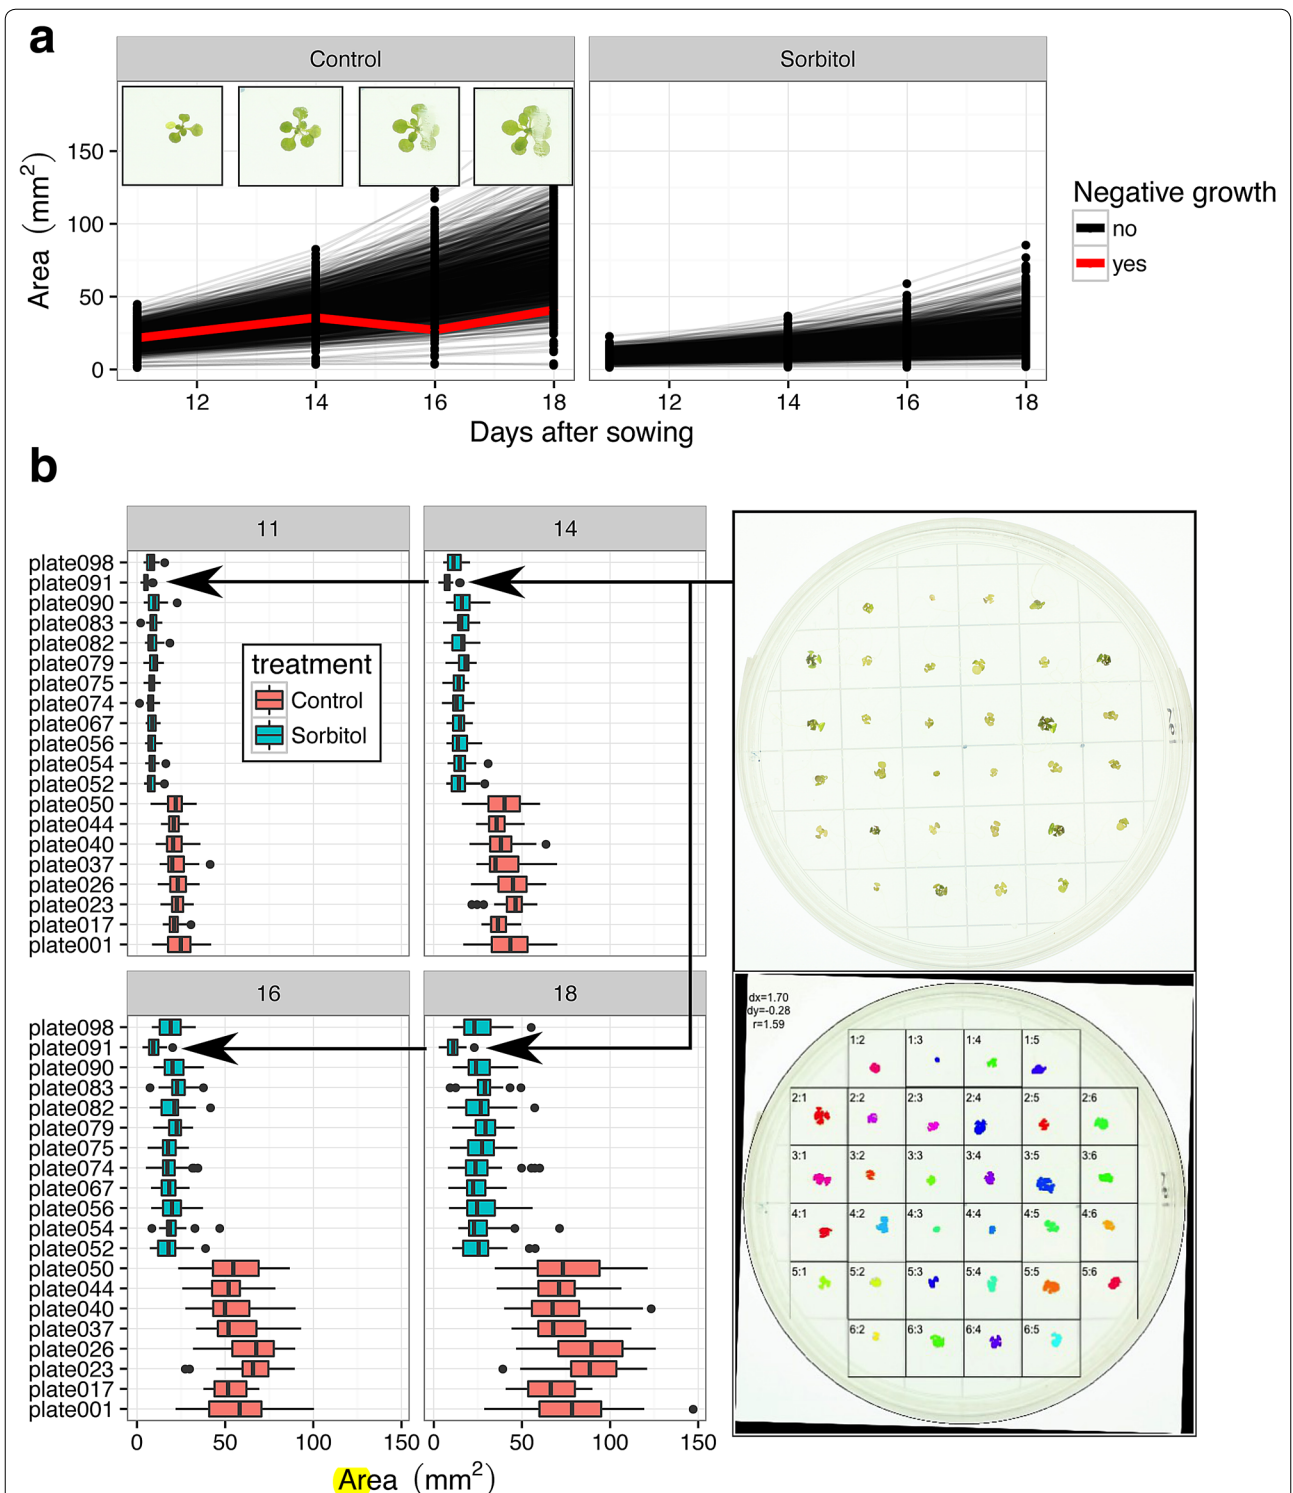 a
Control
Sorbitol
150
100
50
0
Area (mm²)
12
14
16
18
12
14
16
18
Days after sowing
Negative growth
no
yes
b
11
14
plate098
plate091
plate090
plate083
plate082
plate079
plate075
plate074
plate067
plate056
plate054
plate052
plate050
plate044
plate040
plate037
plate026
plate023
plate017
plate001
treatment
Control
Sorbitol
16
18
plate098
plate091
plate090
plate083
plate082
plate079
plate075
plate074
plate067
plate056
plate054
plate052
plate050
plate044
plate040
plate037
plate026
plate023
plate017
plate001
0
50
100
150
0
50
100
150
Area (mm²)
dx=1.70
dy=-0.28
r=1.59
1:2 1:3 1:4 1:5
2:1 2:2 2:3 2:4 2:5 2:6
3:1 3:2 3:3 3:4 3:5 3:6
4:1 4:2 4:3 4:4 4:5 4:6
5:1 5:2 5:3 5:4 5:5 5:6
6:2 6:3 6:4 6:5